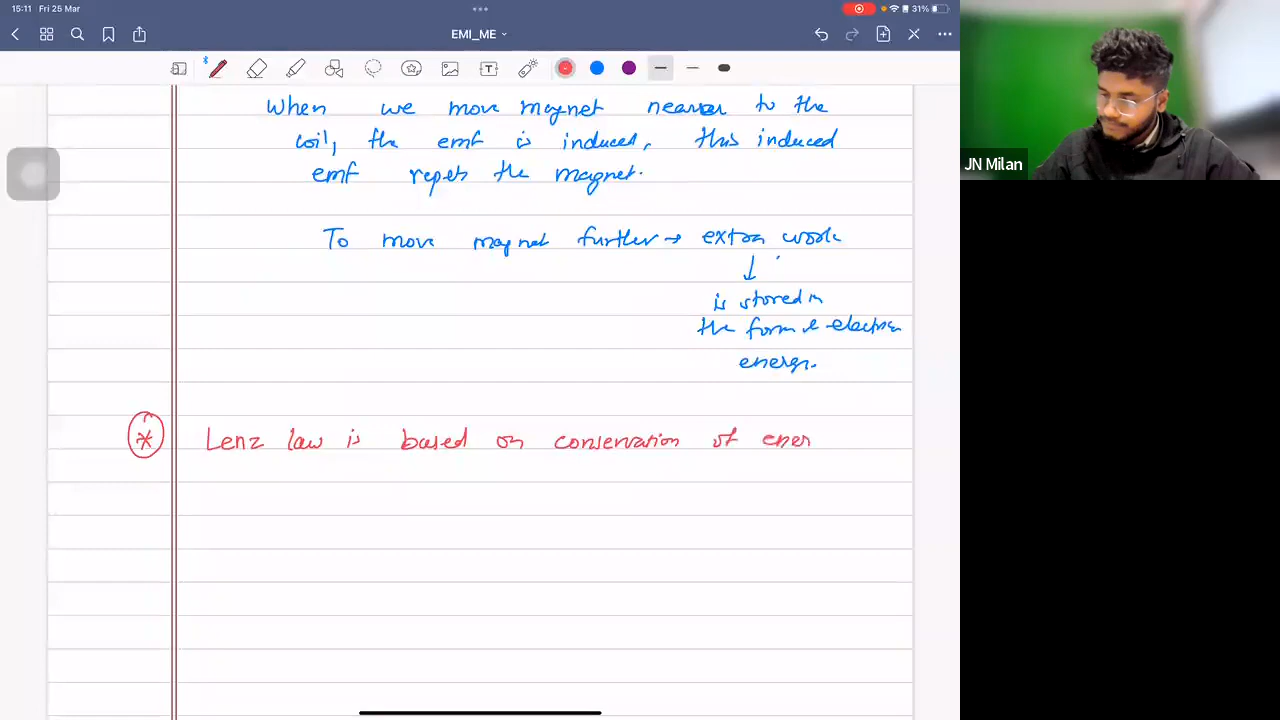 15:11 Fri 25 Mar
31%
EMI_ME
JN Milan
When we move magnet nearer to the
coil, the emf is induced, this induced
emf repels the magnet.
To move magnet further → extra work
↓
is stored in
the form
energy.
* Lenz law is based on conservation of ener